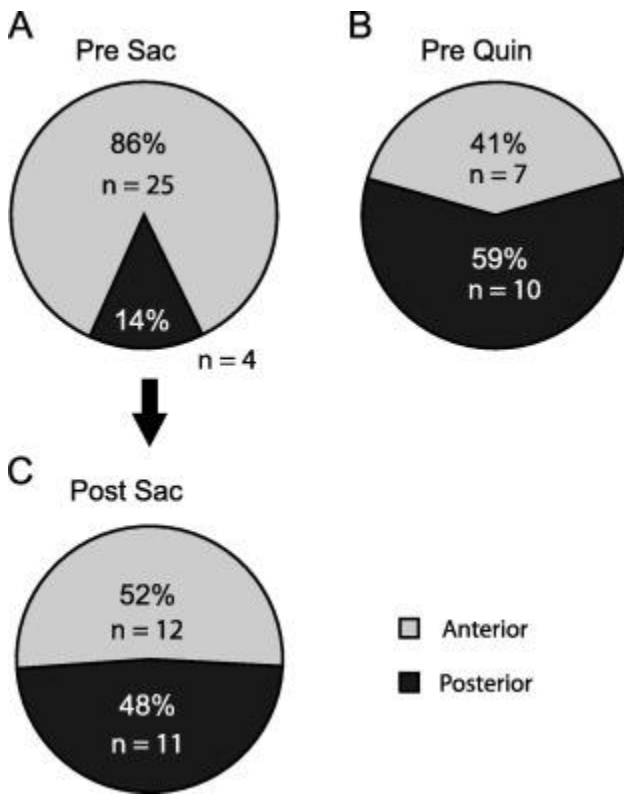 A
Pre Sac
86%
n = 25
14%
n = 4
B
Pre Quin
41%
n = 7
59%
n = 10
C
Post Sac
52%
n = 12
48%
n = 11
Anterior
Posterior